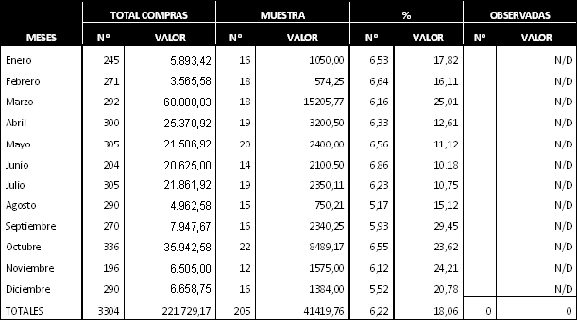 TOTAL COMPRAS MUESTRA % OBSERVADAS
MESES Nº VALOR Nº VALOR Nº VALOR Nº VALOR
Enero 245 5.893,42 16 1050,00 6,53 17,82 N/D
Febrero 271 3.565,58 18 574,25 6,64 16,11 N/D
Marzo 292 60.808,83 18 15205,77 6,16 25,01 N/D
Abril 300 25.370,92 19 3200,50 6,33 12,61 N/D
Mayo 305 21.586,92 20 2400,00 6,56 11,12 N/D
Junio 204 20.625,00 14 2100,50 6,86 10,18 N/D
Julio 305 21.861,92 19 2350,11 6,23 10,75 N/D
Agosto 290 4.962,58 15 750,21 5,17 15,12 N/D
Septiembre 270 7.947,67 16 2340,25 5,93 29,45 N/D
Octubre 336 35.942,58 22 8489,17 6,55 23,62 N/D
Noviembre 196 6.505,00 12 1575,00 6,12 24,21 N/D
Diciembre 290 6.658,75 16 1384,00 5,52 20,78 N/D
TOTALES 3304 221729,17 205 41419,76 6,22 18,06 0 0